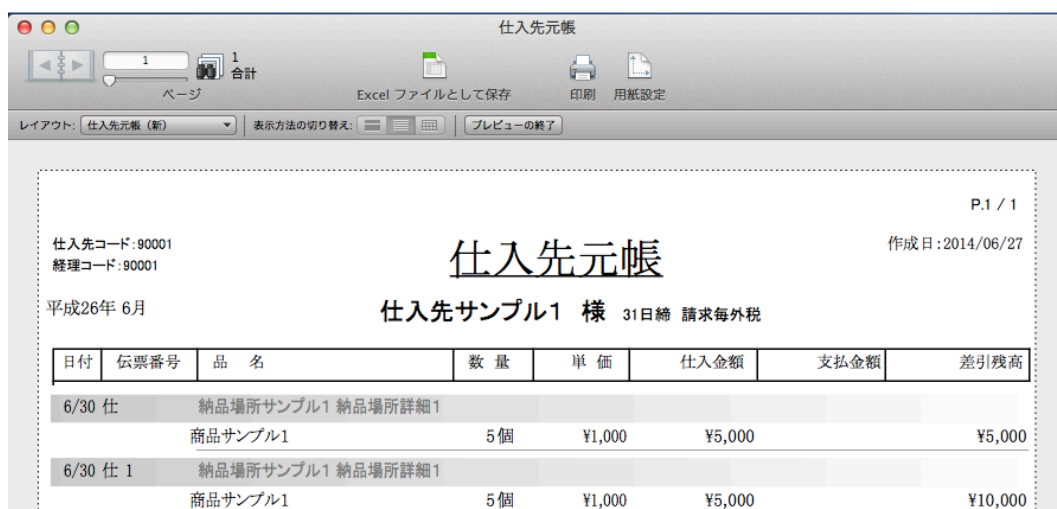 仕入先元帳
1
1
合計
ページ
Excel ファイルとして保存
印刷
用紙設定
レイアウト: 仕入先元帳 (新) 表示方法の切り替え: プレビューの終了
P.1 / 1
仕入先コード:90001
作成日:2014/06/27
経理コード:90001
仕入先元帳
平成26年 6月
仕入先サンプル1 様 31日締 請求毎外税
日付 伝票番号 品 名 数 量 単 価 仕入金額 支払金額 差引残高
6/30 仕 納品場所サンプル1 納品場所詳細1
商品サンプル1 5個 ¥1,000 ¥5,000 ¥5,000
6/30 仕 1 納品場所サンプル1 納品場所詳細1
商品サンプル1 5個 ¥1,000 ¥5,000 ¥10,000